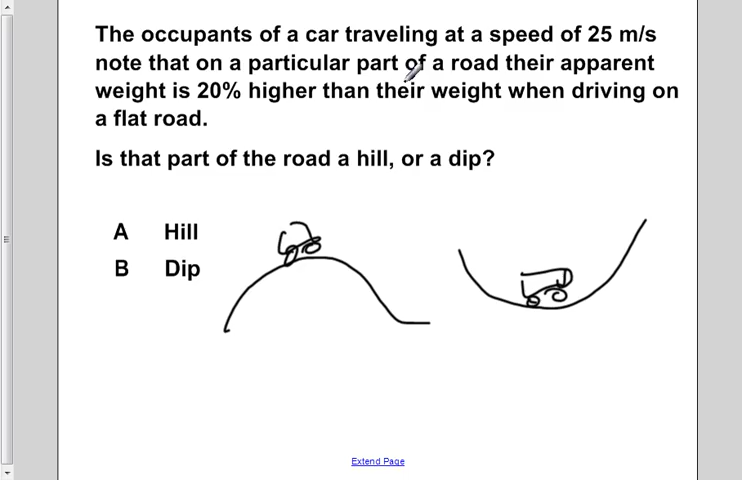 The occupants of a car traveling at a speed of 25 m/s
note that on a particular part of a road their apparent
weight is 20% higher than their weight when driving on
a flat road.
Is that part of the road a hill, or a dip?
A Hill
B Dip
Extend Page